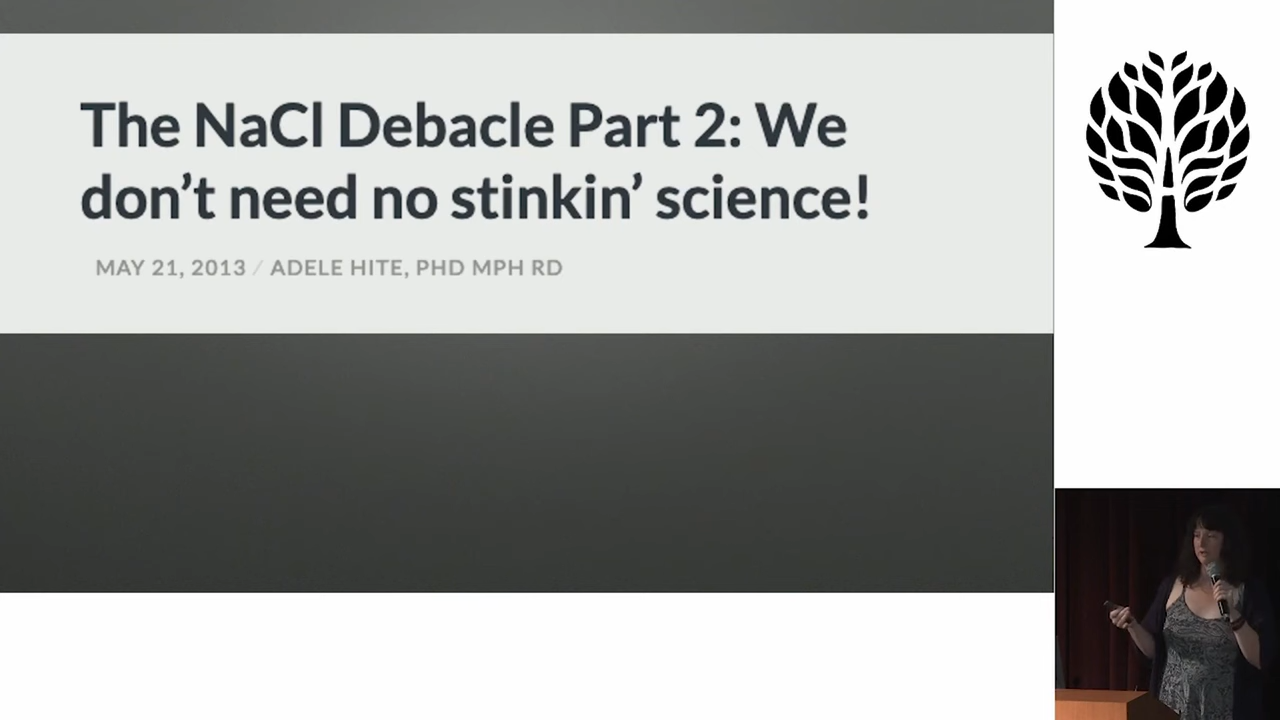 The NaCl Debacle Part 2: We
don’t need no stinkin’ science!
MAY 21, 2013 / ADELE HITE, PHD MPH RD